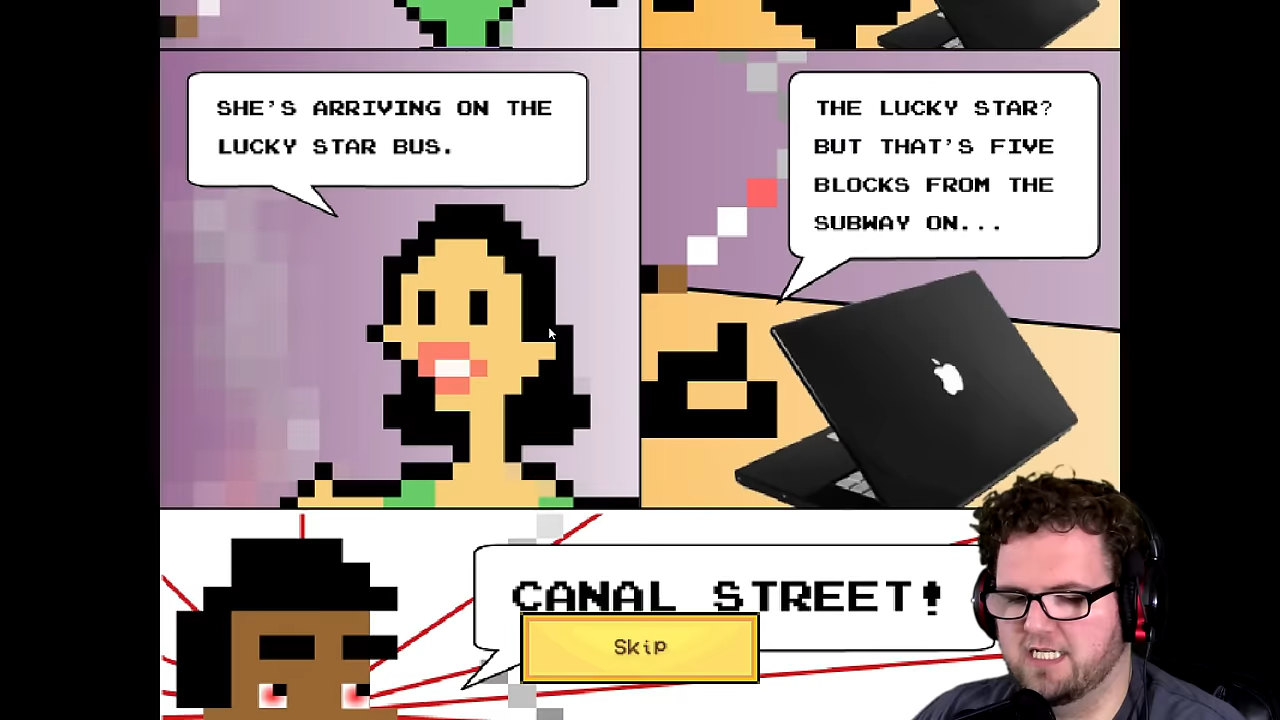 SHE'S ARRIVING ON THE
LUCKY STAR BUS.
THE LUCKY STAR?
BUT THAT'S FIVE
BLOCKS FROM THE
SUBWAY ON...
CANAL STREET!
Skip